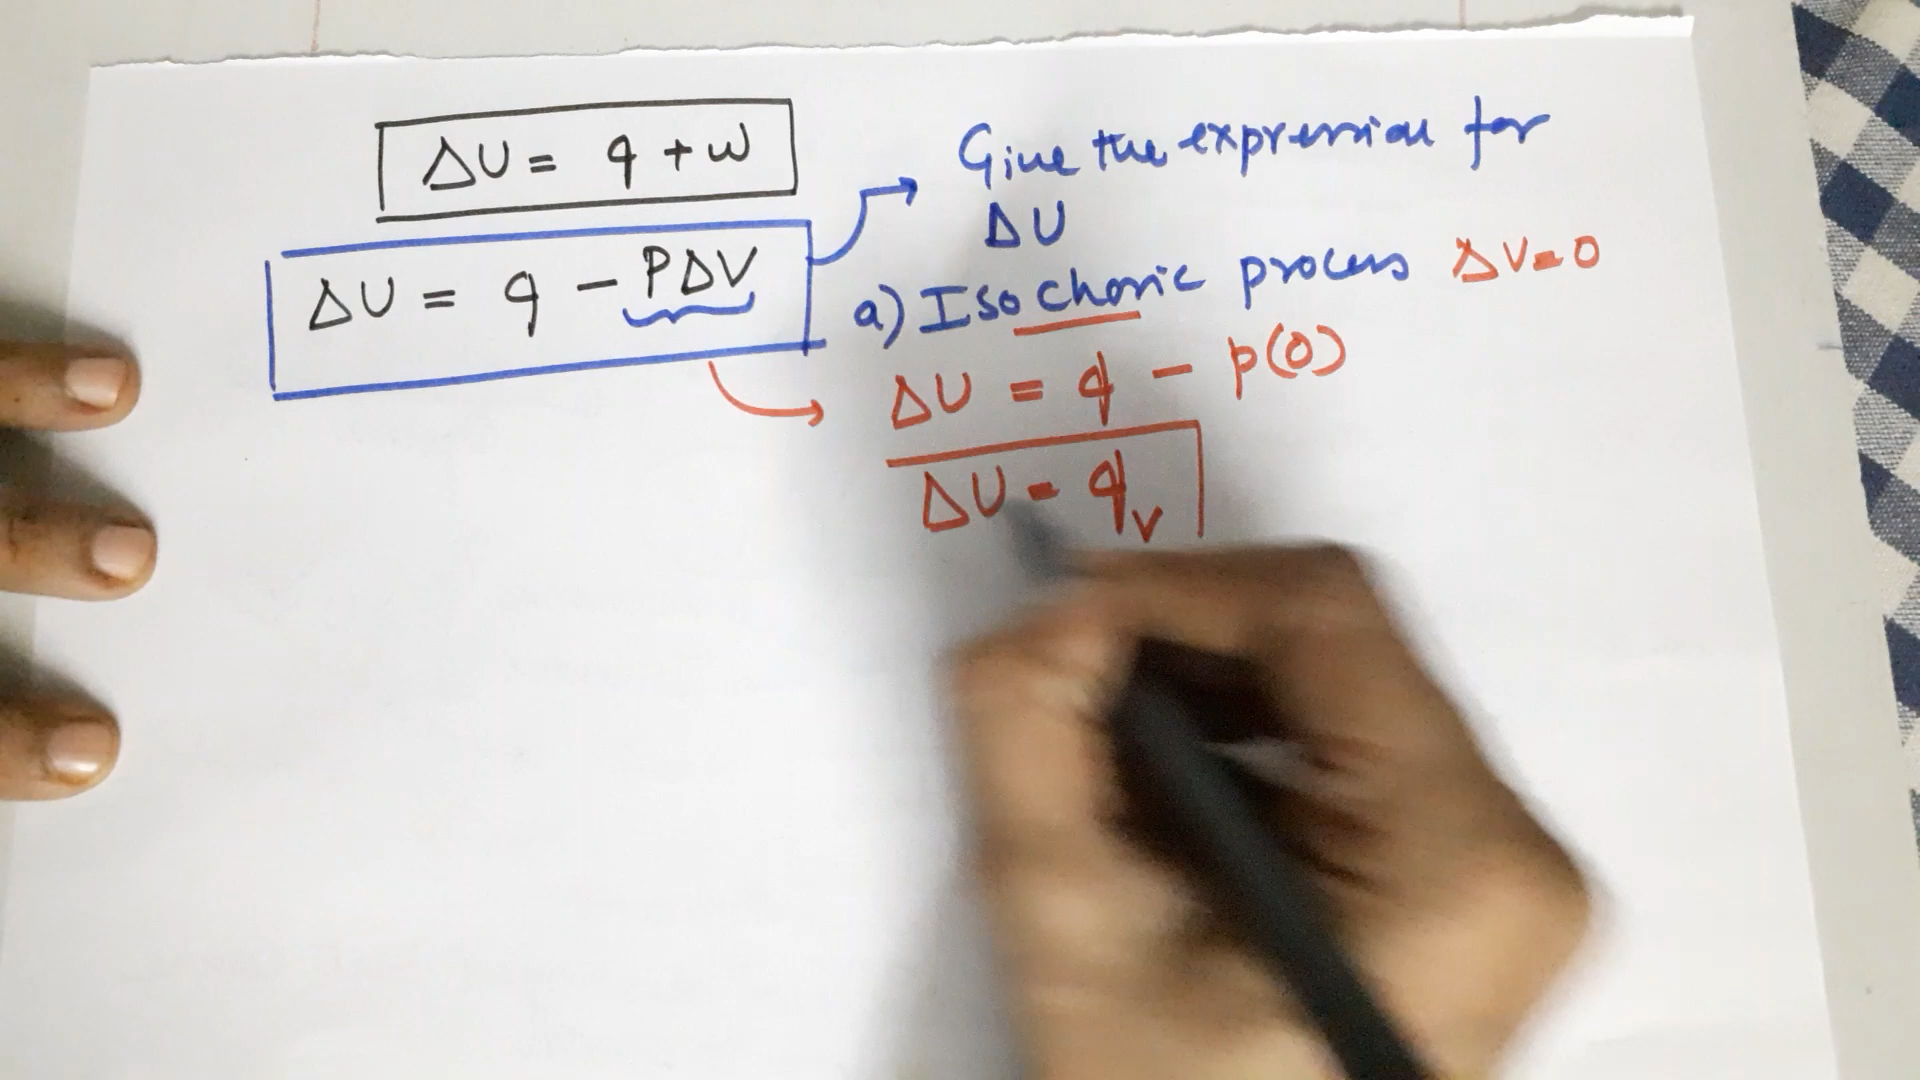 ΔU = q + w
ΔU = q - PΔV
Give the expression for
ΔU
a) Isochoric process ΔV=0
ΔU = q - p(0)
ΔU = qᵥ